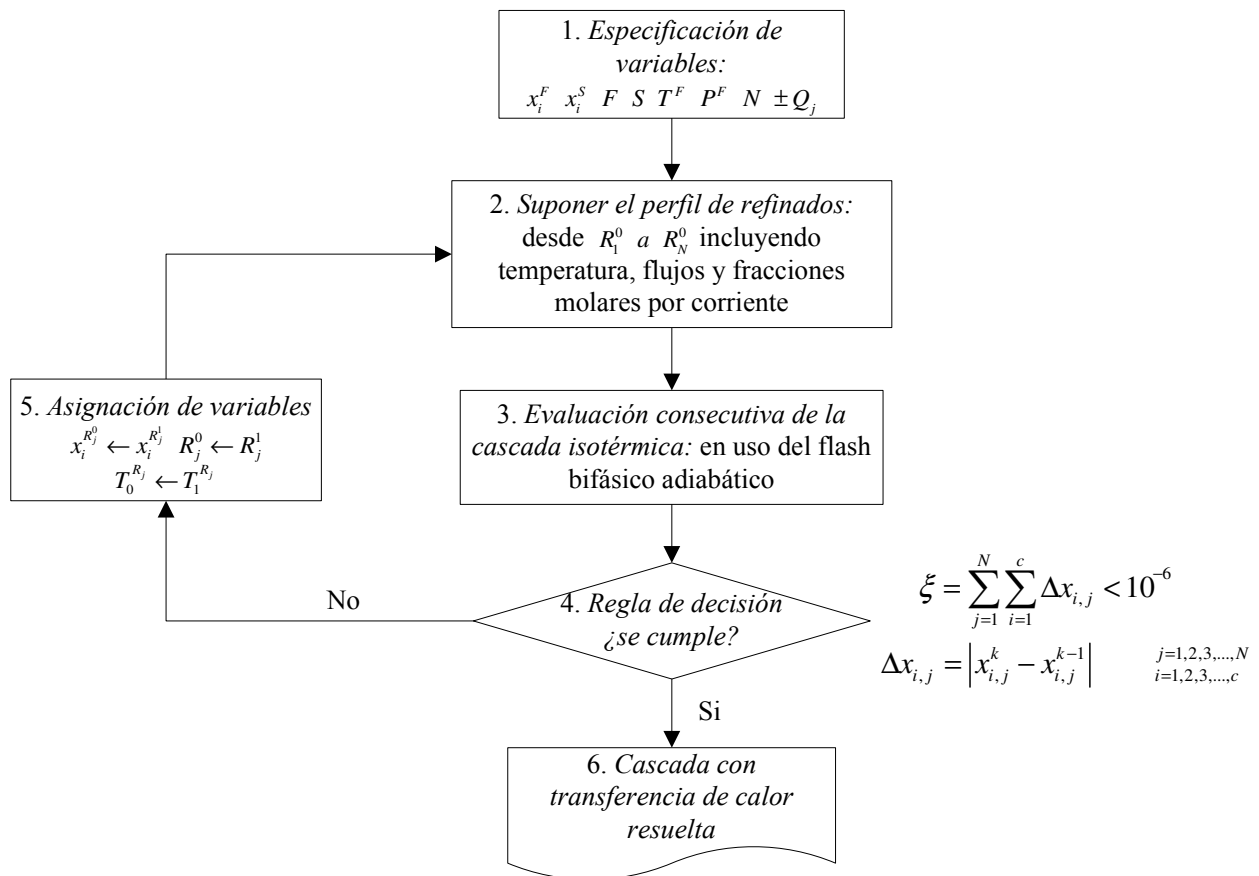 1. Especificación de
variables:
x_i^F x_i^S F S T^F P^F N ±Q_j
2. Suponer el perfil de refinados:
desde R_1^0 a R_N^0 incluyendo
temperatura, flujos y fracciones
molares por corriente
3. Evaluación consecutiva de la
cascada isotérmica: en uso del flash
bifásico adiabático
4. Regla de decisión
¿se cumple?
ξ = ∑_{j=1}^{N} ∑_{i=1}^{c} Δx_{i,j} < 10^{-6}
Δx_{i,j} = |x_{i,j}^k − x_{i,j}^{k-1}| j=1,2,3,...,N
i=1,2,3,...,c
No
5. Asignación de variables
x_i^{R_j^0} ← x_i^{R_j^1} R_j^0 ← R_j^1
T_0^{R_j} ← T_1^{R_j}
Si
6. Cascada con
transferencia de calor
resuelta